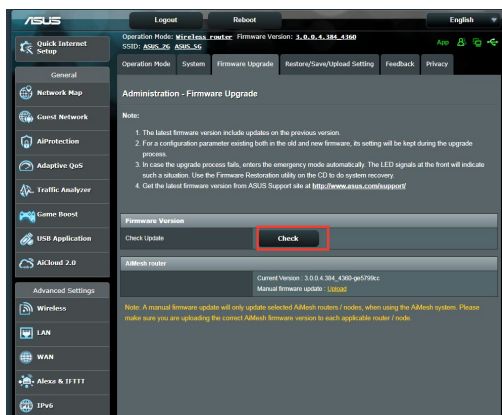 ASUS
Logout
Reboot
English
Quick Internet Setup
Operation Mode: Wireless router Firmware Version: 3.0.0.4.384_4360
SSID: ASUS_2G ASUS_5G
App
Operation Mode System Firmware Upgrade Restore/Save/Upload Setting Feedback Privacy
General
Network Map
Guest Network
AiProtection
Adaptive QoS
Traffic Analyzer
Game Boost
USB Application
AiCloud 2.0
Advanced Settings
Wireless
LAN
WAN
Alexa & IFTTT
IPv6
Administration - Firmware Upgrade
Note:
1. The latest firmware version include updates on the previous version.
2. For a configuration parameter existing both in the old and new firmware, its setting will be kept during the upgrade
process.
3. In case the upgrade process fails, enters the emergency mode automatically. The LED signals at the front will indicate
such a situation. Use the Firmware Restoration utility on the CD to do system recovery.
4. Get the latest firmware version from ASUS Support site at http://www.asus.com/support/
Firmware Version
Check Update
Check
AiMesh router
Current Version : 3.0.0.4.384_4360-ge5799cc
Manual firmware update : Upload
Note: A manual firmware update will only update selected AiMesh routers / nodes, when using the AiMesh system. Please
make sure you are uploading the correct AiMesh firmware version to each applicable router / node.